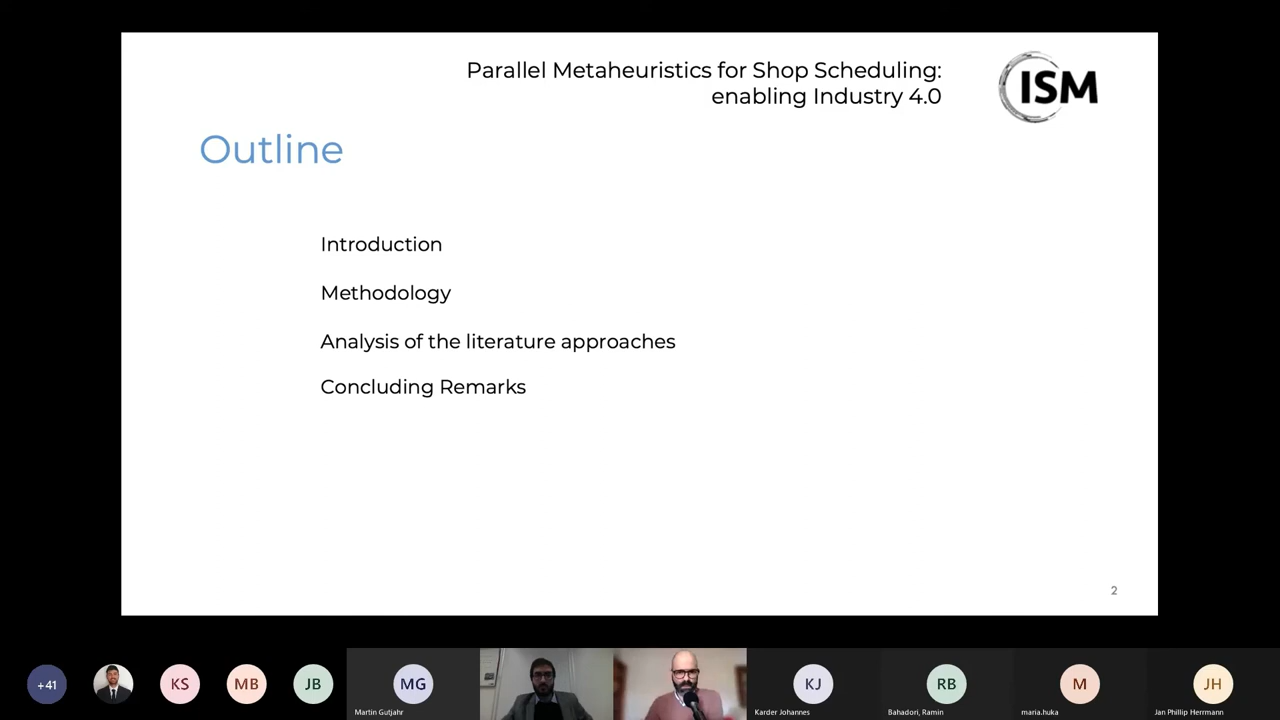 Parallel Metaheuristics for Shop Scheduling:
enabling Industry 4.0
ISM
Outline
Introduction
Methodology
Analysis of the literature approaches
Concluding Remarks
2
+41
KS
MB
JB
MG
Martin Gutjahr
KJ
Karder Johannes
RB
Bahadori, Ramin
M
maria.huka
JH
Jan Phillip Herrmann